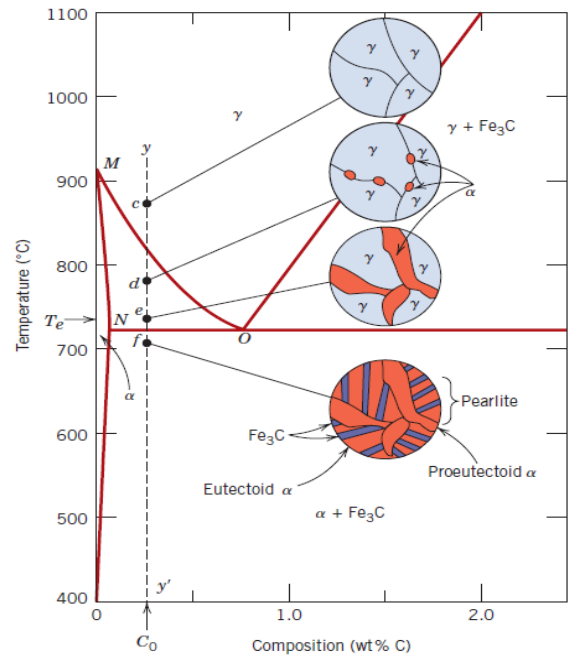 1100
1000
900
800
700
600
500
400
Temperature (°C)
0
1.0
2.0
Composition (wt% C)
C₀
y
y′
M
N
O
Tₑ
c
d
e
f
γ
γ + Fe₃C
α
α + Fe₃C
γ γ
γ γ
γ γ
γ γ
α
γ γ
γ γ
Pearlite
Fe₃C
Proeutectoid α
Eutectoid α